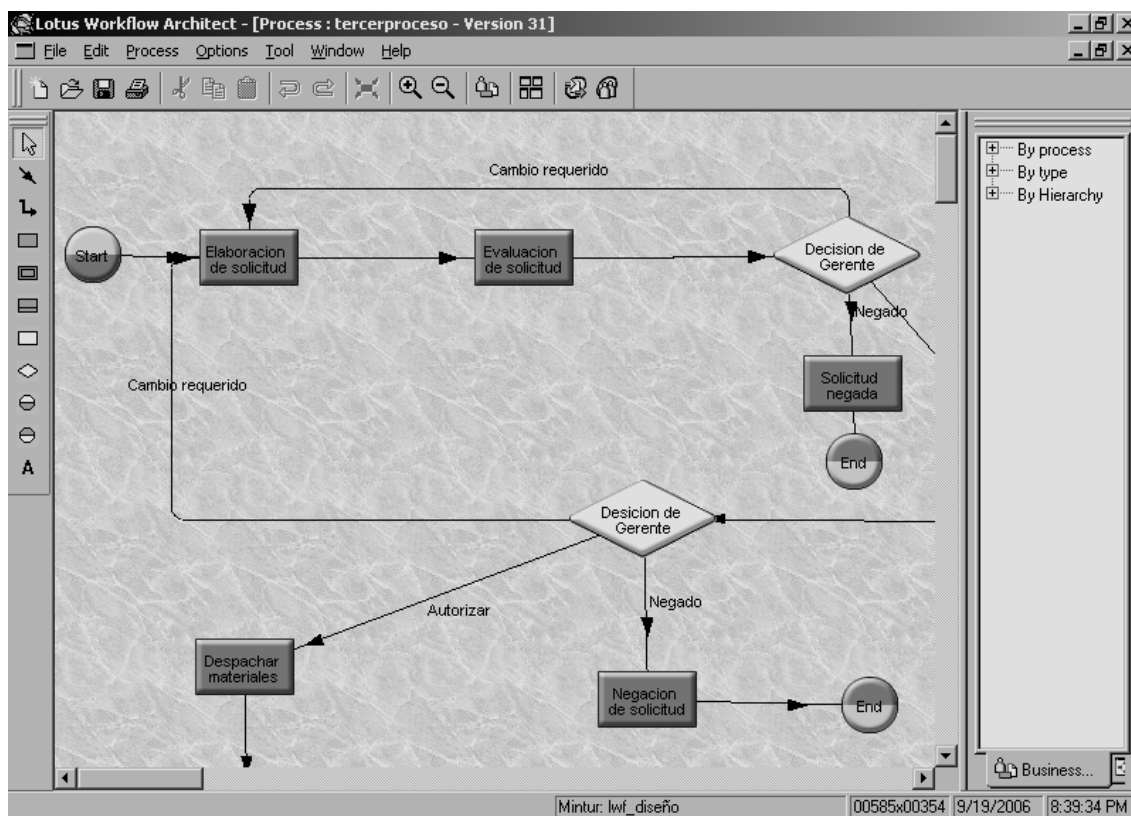 Lotus Workflow Architect - [Process : tercerproceso - Version 31]
File Edit Process Options Tool Window Help
Cambio requerido
Start
Elaboracion
de solicitud
Evaluacion
de solicitud
Decision de
Gerente
Negado
Solicitud
negada
End
Cambio requerido
Desicion de
Gerente
Autorizar
Negado
Despachar
materiales
Negacion
de solicitud
End
A
By process
By type
By Hierarchy
Business...
Mintur: lwf_diseño
00585x00354
9/19/2006
8:39:34 PM